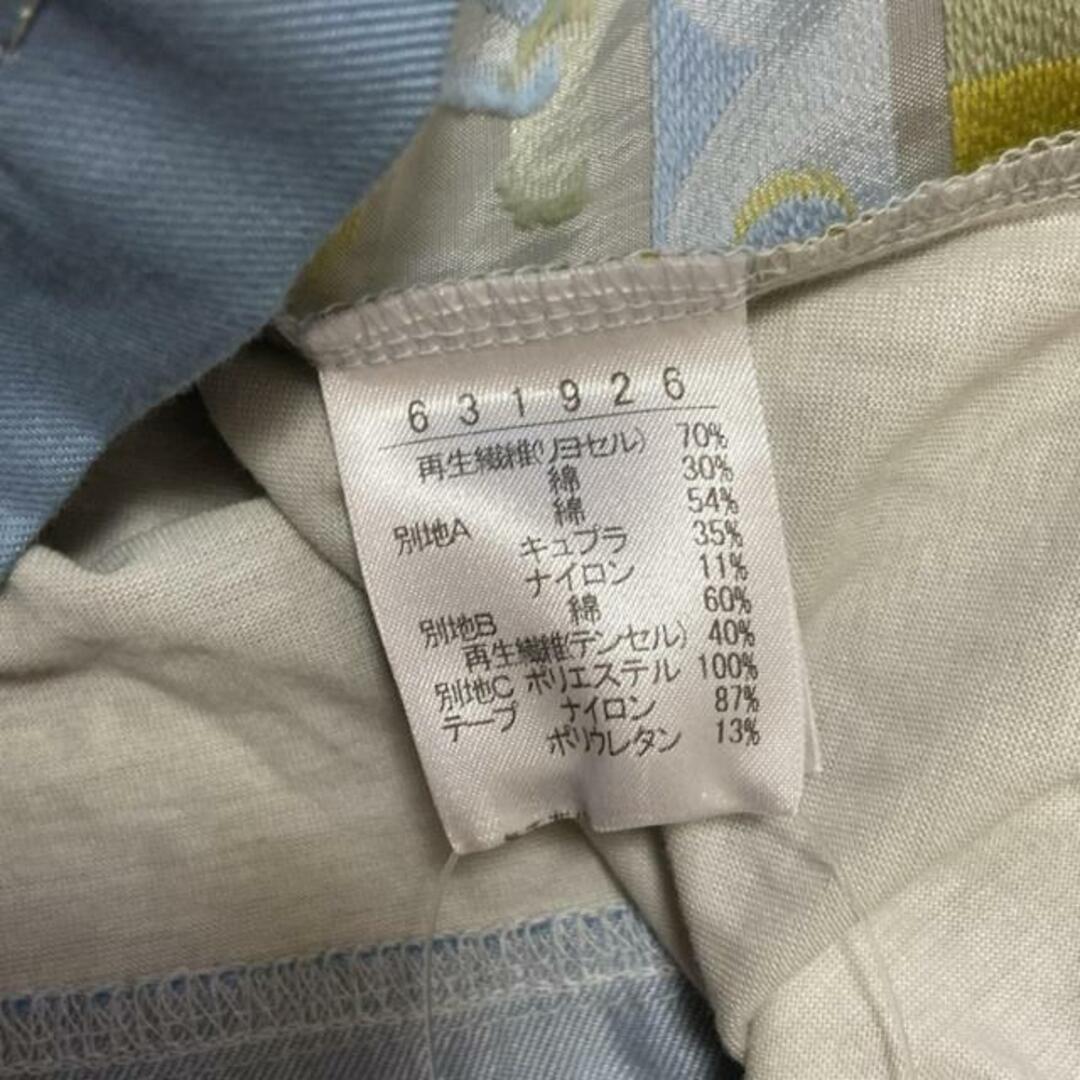 631926
再生繊維(リヨセル) 70%
綿 30%
別地A 綿 54%
キュプラ 35%
ナイロン 11%
別地B 綿 60%
再生繊維(テンセル) 40%
別地C ポリエステル 100%
テープ ナイロン 87%
ポリウレタン 13%